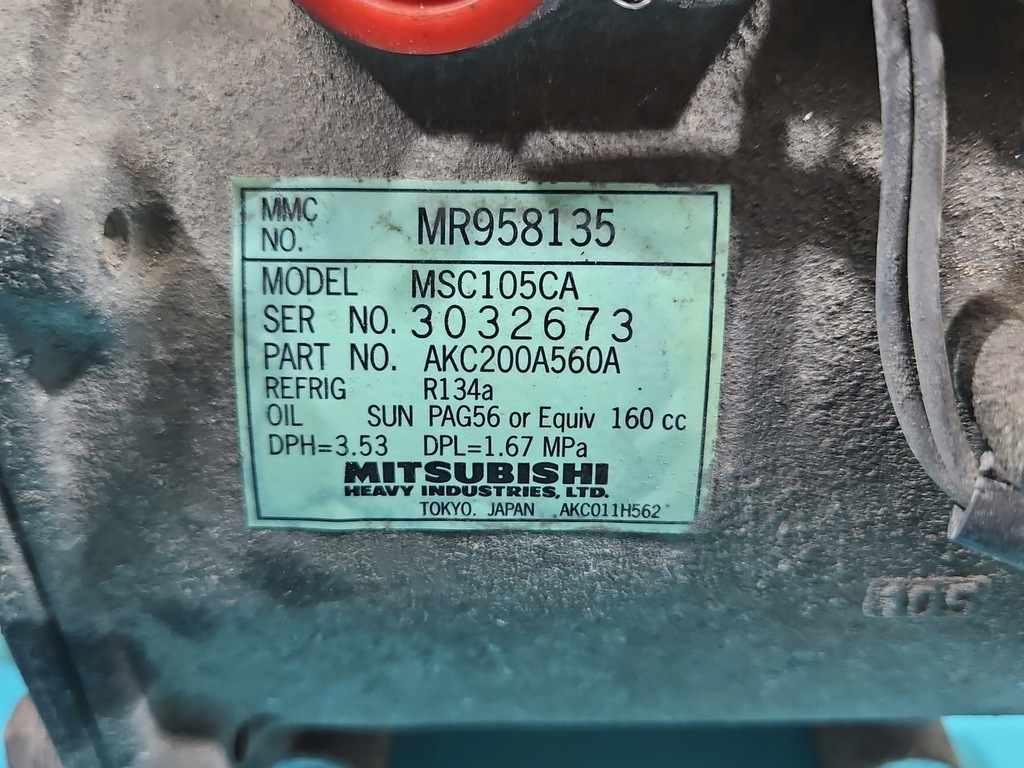 MMC
NO. MR958135
MODEL MSC105CA
SER NO. 3032673
PART NO. AKC200A560A
REFRIG R134a
OIL SUN PAG56 or Equiv 160 cc
DPH=3.53 DPL=1.67 MPa
MITSUBISHI
HEAVY INDUSTRIES, LTD.
TOKYO. JAPAN AKC011H562